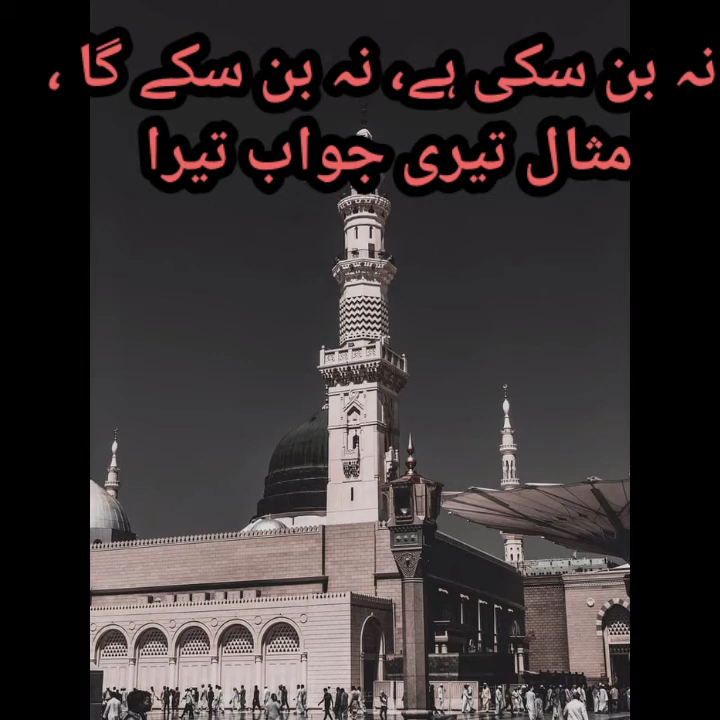 نہ بن سکی ہے، نہ بن سکے گا ،
مثال تیری جواب تیرا